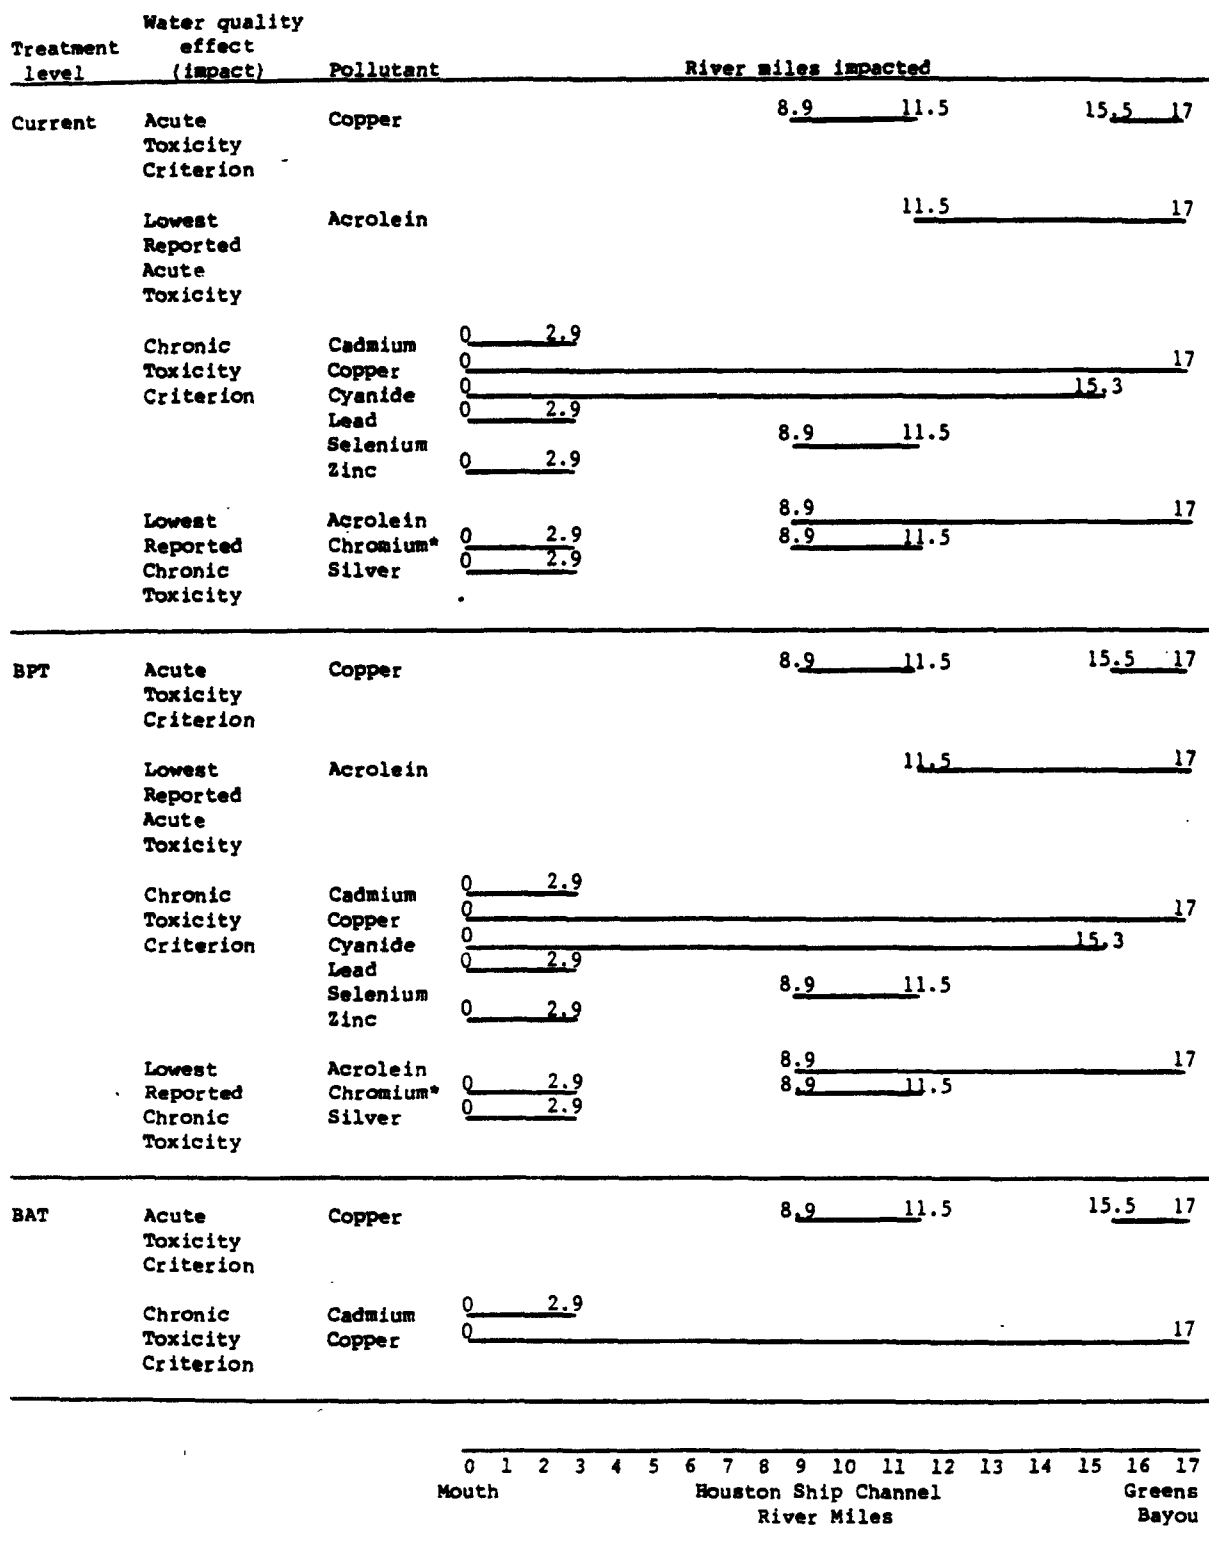 Water quality
Treatment effect
level (impact) Pollutant River miles impacted
Current Acute Copper 8.9 11.5 15.5 17
Toxicity
Criterion
Lowest Acrolein 11.5 17
Reported
Acute
Toxicity
Chronic Cadmium 0 2.9
Toxicity Copper 0 17
Criterion Cyanide 0 15.3
Lead 0 2.9
Selenium 8.9 11.5
Zinc 0 2.9
Lowest Acrolein 8.9 17
Reported Chromium* 0 2.9 8.9 11.5
Chronic Silver 0 2.9
Toxicity
BPT Acute Copper 8.9 11.5 15.5 17
Toxicity
Criterion
Lowest Acrolein 11.5 17
Reported
Acute
Toxicity
Chronic Cadmium 0 2.9
Toxicity Copper 0 17
Criterion Cyanide 0 15.3
Lead 0 2.9
Selenium 8.9 11.5
Zinc 0 2.9
Lowest Acrolein 8.9 17
Reported Chromium* 0 2.9 8.9 11.5
Chronic Silver 0 2.9
Toxicity
BAT Acute Copper 8.9 11.5 15.5 17
Toxicity
Criterion
Chronic Cadmium 0 2.9
Toxicity Copper 0 17
Criterion
0 1 2 3 4 5 6 7 8 9 10 11 12 13 14 15 16 17
Mouth Houston Ship Channel Greens
River Miles Bayou